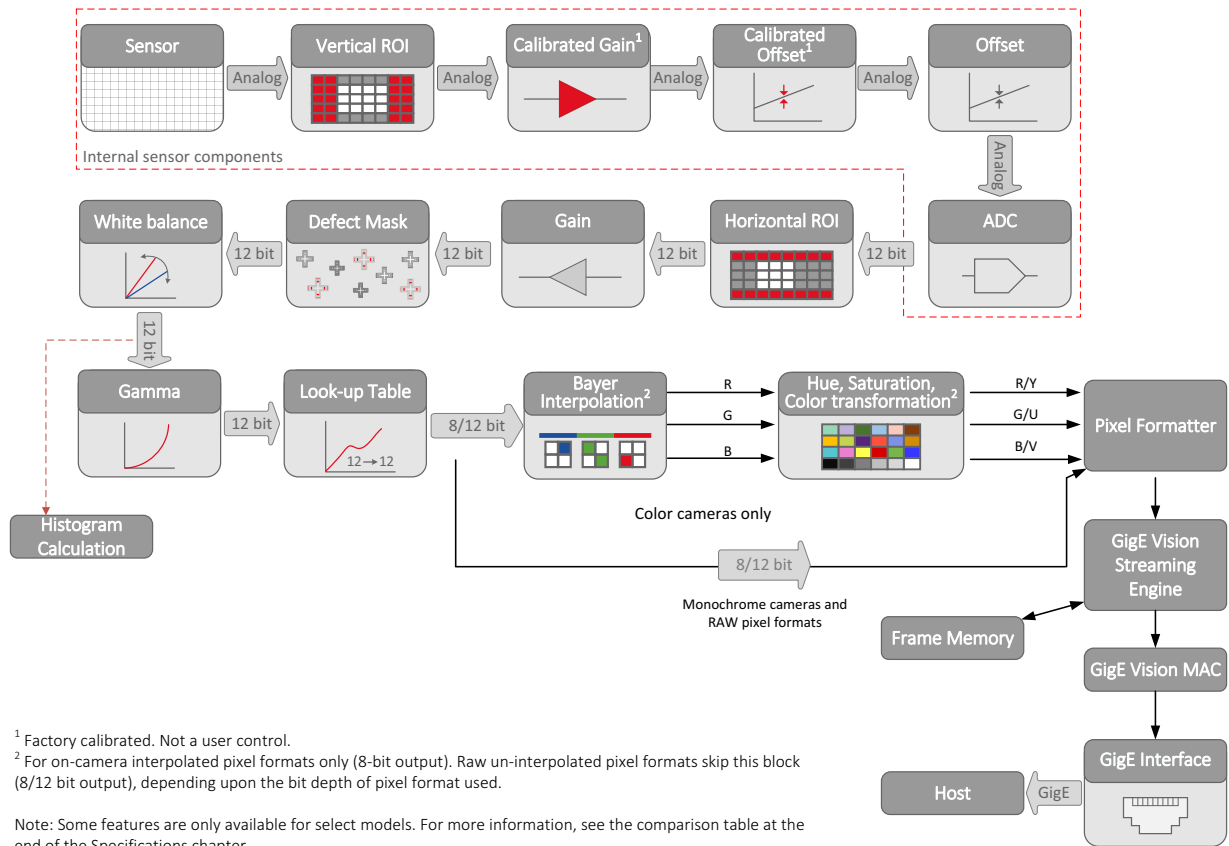 Sensor
Analog
Vertical ROI
Analog
Calibrated Gain1
Analog
Calibrated
Offset1
Analog
Offset
Internal sensor components
Analog
White balance
12 bit
Defect Mask
12 bit
Gain
12 bit
Horizontal ROI
12 bit
ADC
12 bit
Gamma
12 bit
Look-up Table
12→12
8/12 bit
Bayer
Interpolation2
R
G
B
Hue, Saturation,
Color transformation2
R/Y
G/U
B/V
Pixel Formatter
Color cameras only
Histogram
Calculation
8/12 bit
Monochrome cameras and
RAW pixel formats
GigE Vision
Streaming
Engine
Frame Memory
GigE Vision MAC
GigE Interface
GigE
Host
1 Factory calibrated. Not a user control.
2 For on-camera interpolated pixel formats only (8-bit output). Raw un-interpolated pixel formats skip this block
(8/12 bit output), depending upon the bit depth of pixel format used.
Note: Some features are only available for select models. For more information, see the comparison table at the
end of the Specifications chapter